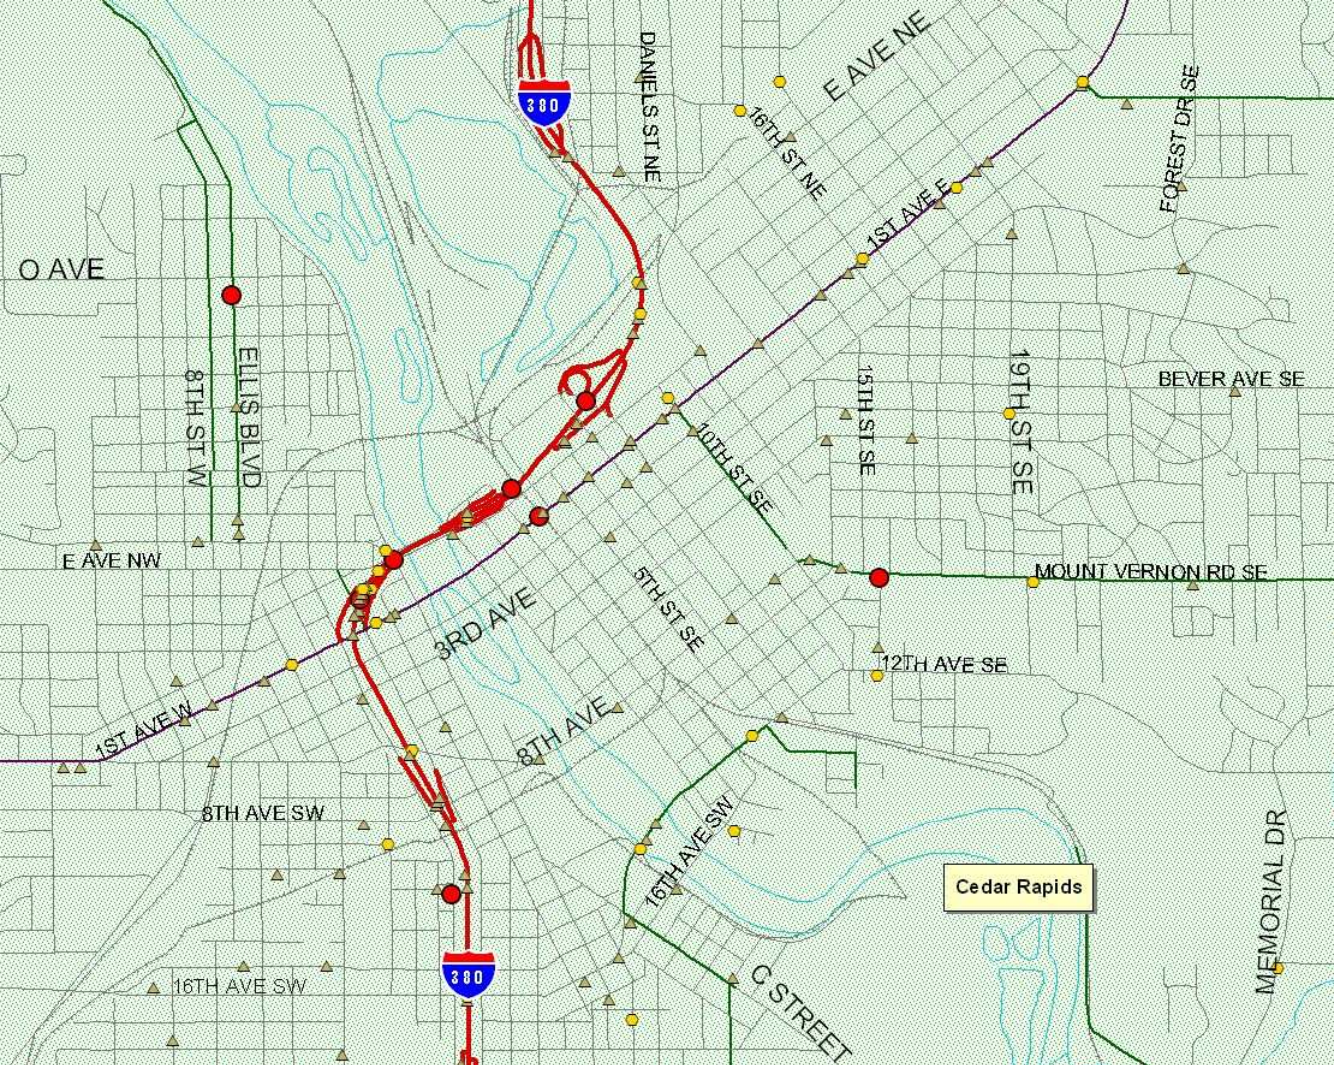 E AVE NE
DANIELS ST NE
380
FOREST DR SE
16TH ST NE
1ST AVE E
O AVE
8TH ST W
ELLIS BLVD
15TH ST SE
19TH ST SE
BEVER AVE SE
10TH ST SE
E AVE NW
MOUNT VERNON RD SE
5TH ST SE
3RD AVE
12TH AVE SE
1ST AVE W
8TH AVE
8TH AVE SW
16TH AVE SW
Cedar Rapids
MEMORIAL DR
380
16TH AVE SW
C STREET